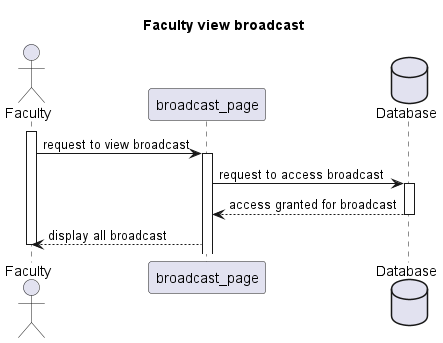 Faculty view broadcast
Faculty
broadcast_page
Database
request to view broadcast
request to access broadcast
access granted for broadcast
display all broadcast
Faculty
broadcast_page
Database